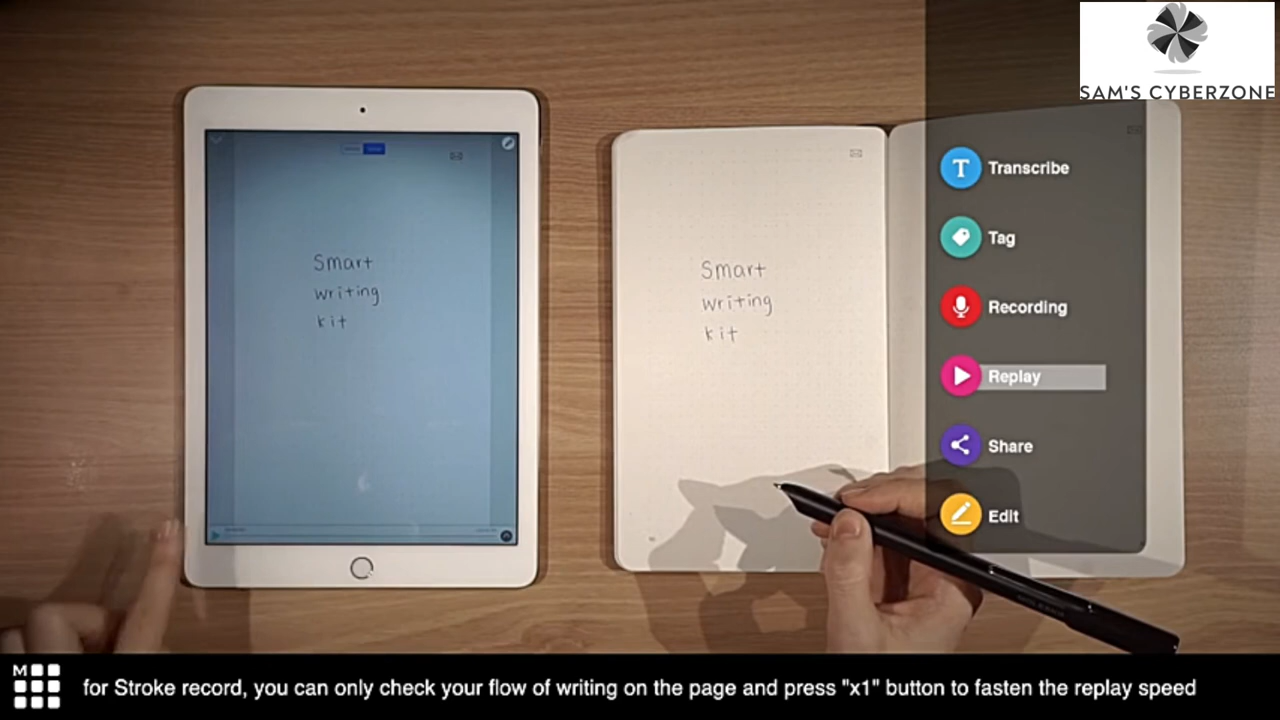 SAM'S CYBERZONE
Smart
writing
kit
Smart
writing
kit
Transcribe
Tag
Recording
Replay
Share
Edit
M
for Stroke record, you can only check your flow of writing on the page and press "x1" button to fasten the replay speed